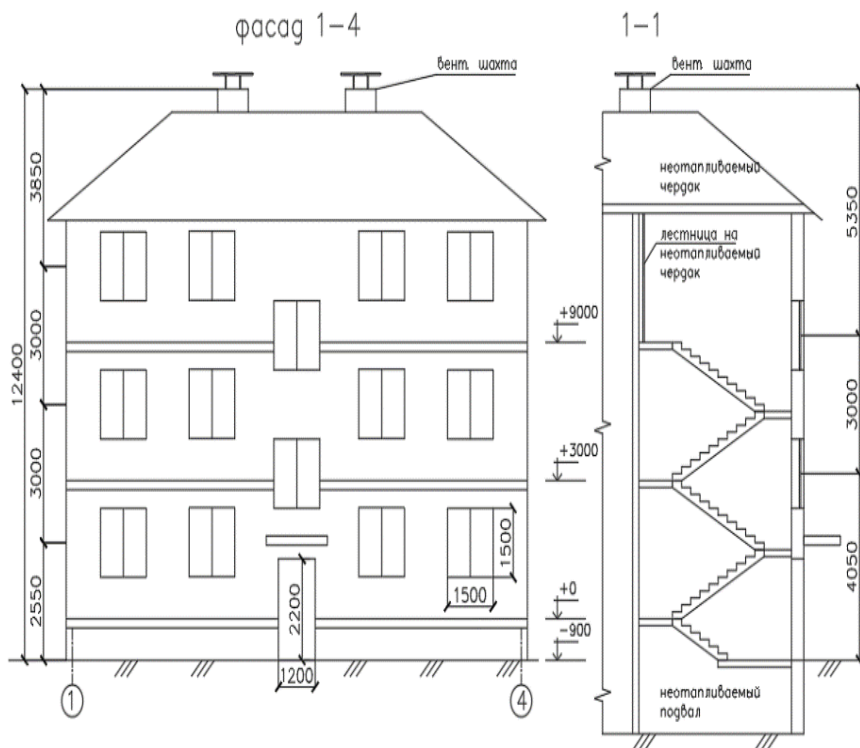 фасад 1-4
1-1
вент. шахта
вент. шахта
неотапливаемый
чердак
лестница на
неотапливаемый
чердак
3850
3000
3000
2550
12400
+9000
+3000
+0
-900
5350
3000
4050
1500
1500
2200
1200
1
4
неотапливаемый
подвал